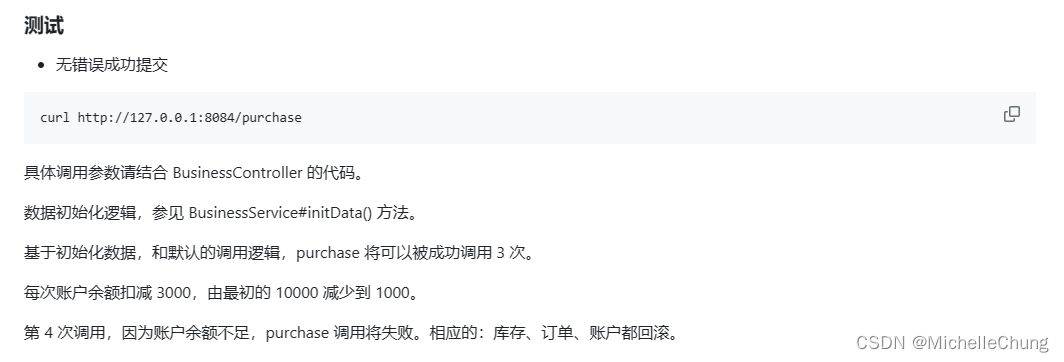 测试
无错误成功提交
curl http://127.0.0.1:8084/purchase
具体调用参数请结合 BusinessController 的代码。
数据初始化逻辑，参见 BusinessService#initData() 方法。
基于初始化数据，和默认的调用逻辑，purchase 将可以被成功调用 3 次。
每次账户余额扣减 3000，由最初的 10000 减少到 1000。
第 4 次调用，因为账户余额不足，purchase 调用将失败。相应的：库存、订单、账户都回滚。
CSDN @MichelleChung